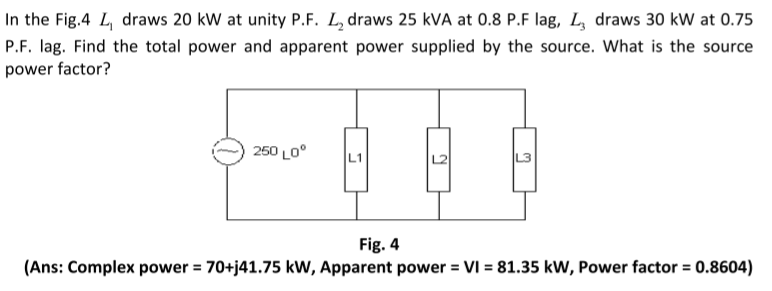 In the Fig.4 L₁ draws 20 kW at unity P.F. L₂ draws 25 kVA at 0.8 P.F lag, L₃ draws 30 kW at 0.75
P.F. lag. Find the total power and apparent power supplied by the source. What is the source
power factor?
250 ∟0°
L1
L2
L3
Fig. 4
(Ans: Complex power = 70+j41.75 kW, Apparent power = VI = 81.35 kW, Power factor = 0.8604)